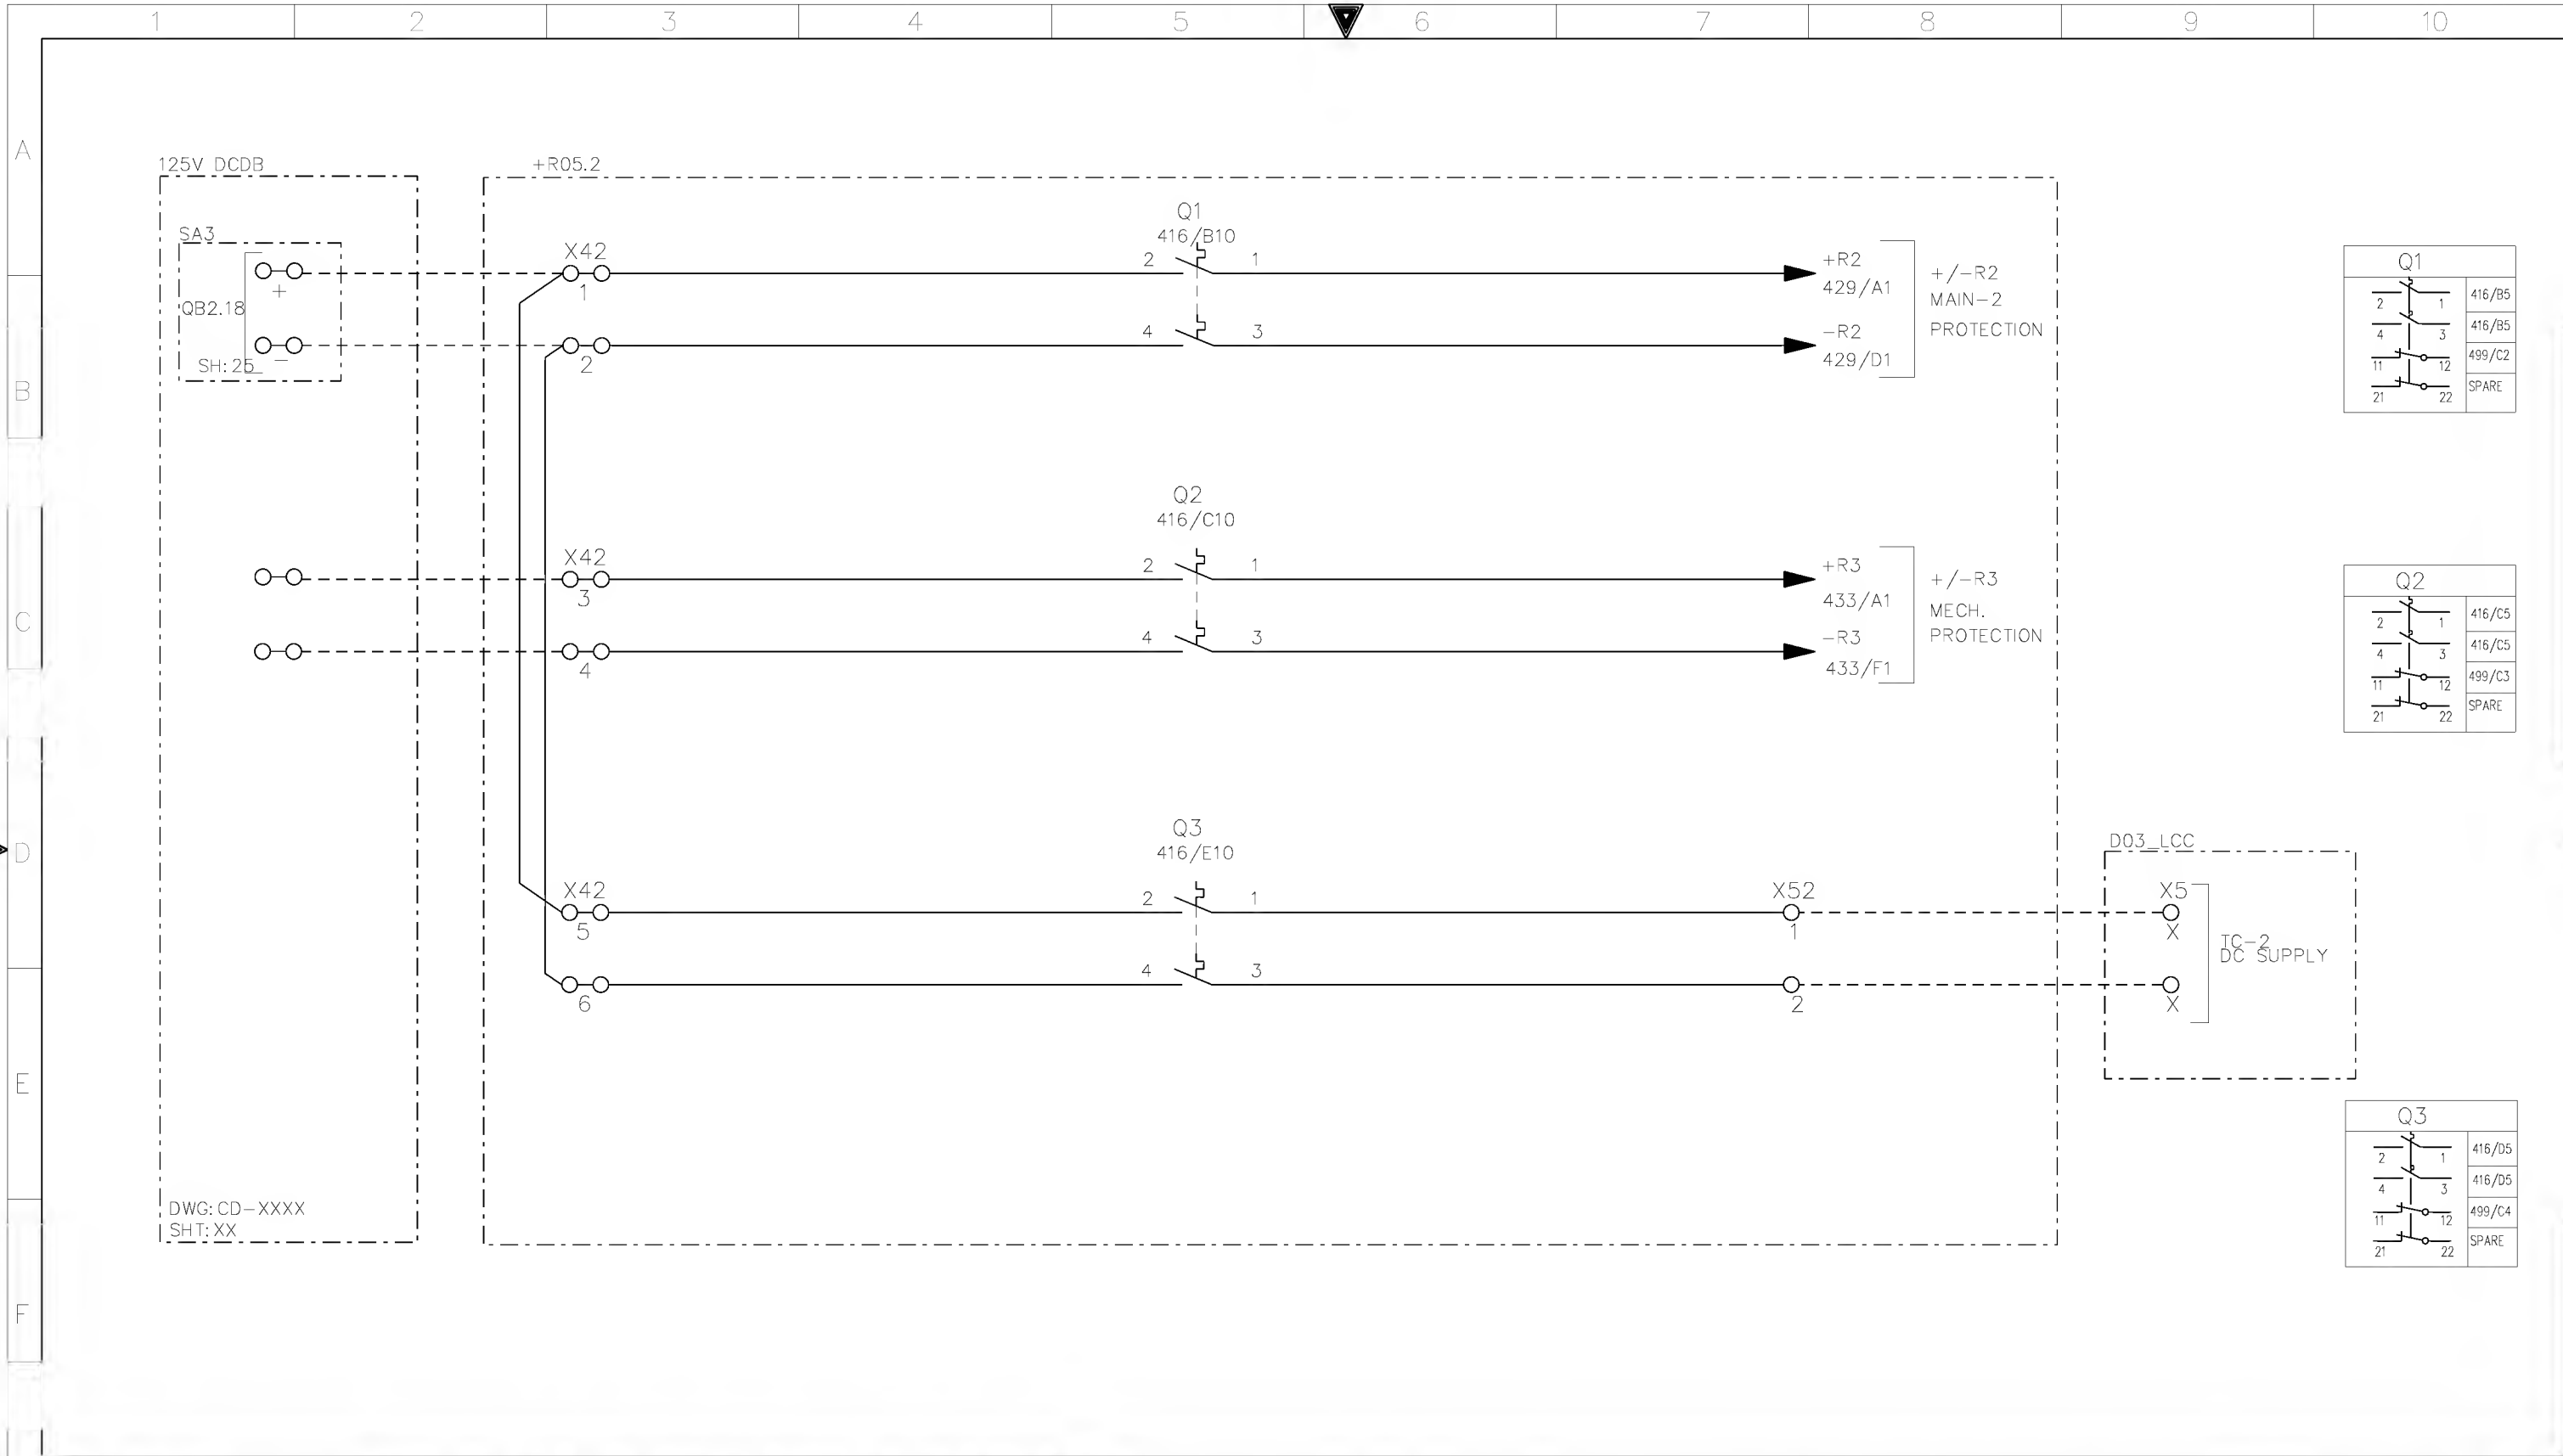 1 2 3 4 5 6 7 8 9 10
A
B
C
D
E
F
125V DCDB
SA3
+
QB2.18
−
SH:25
DWG:CD-XXXX
SHT:XX
+R05.2
X42
1
2
Q1
416/B10
2 1
4 3
+R2
429/A1
-R2
429/D1
+/-R2
MAIN-2
PROTECTION
X42
3
4
Q2
416/C10
2 1
4 3
+R3
433/A1
-R3
433/F1
+/-R3
MECH.
PROTECTION
X42
5
6
Q3
416/E10
2 1
4 3
X52
1
2
D03_LCC
X5
X
X
TC-2
DC SUPPLY
Q1
2 1 416/B5
4 3 416/B5
11 12 499/C2
21 22 SPARE
Q2
2 1 416/C5
4 3 416/C5
11 12 499/C3
21 22 SPARE
Q3
2 1 416/D5
4 3 416/D5
11 12 499/C4
21 22 SPARE